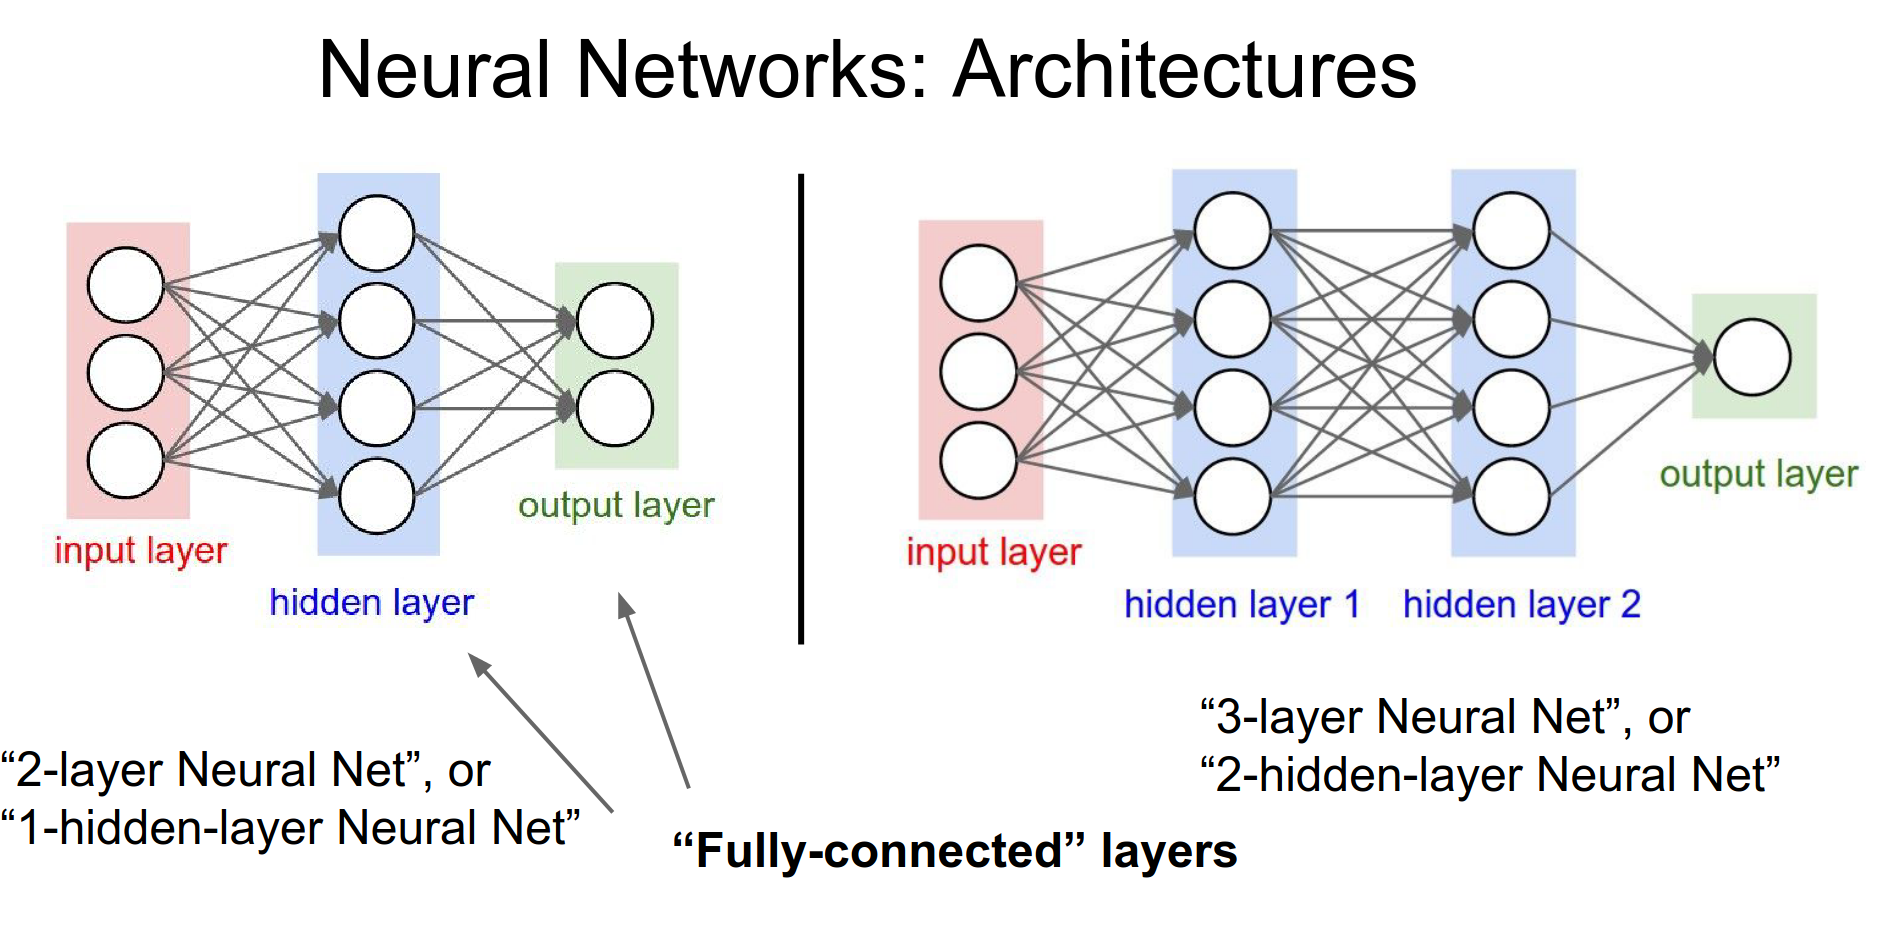 Neural Networks: Architectures
input layer
hidden layer
output layer
“2-layer Neural Net”, or
“1-hidden-layer Neural Net”
“Fully-connected” layers
input layer
hidden layer 1
hidden layer 2
output layer
“3-layer Neural Net”, or
“2-hidden-layer Neural Net”